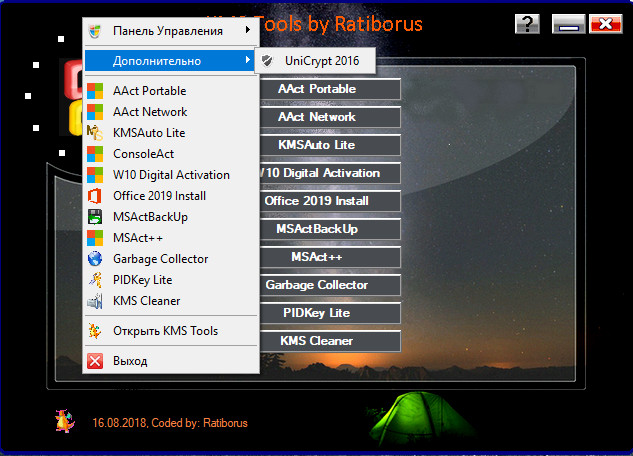 KMS Tools by Ratiborus
?
Панель Управления
Дополнительно
UniCrypt 2016
AAct Portable
AAct Network
KMSAuto Lite
ConsoleAct
W10 Digital Activation
Office 2019 Install
MSActBackUp
MSAct++
Garbage Collector
PIDKey Lite
KMS Cleaner
Открыть KMS Tools
Выход
AAct Portable
AAct Network
KMSAuto Lite
W10 Digital Activation
Office 2019 Install
MSActBackUp
MSAct++
Garbage Collector
PIDKey Lite
KMS Cleaner
16.08.2018, Coded by: Ratiborus